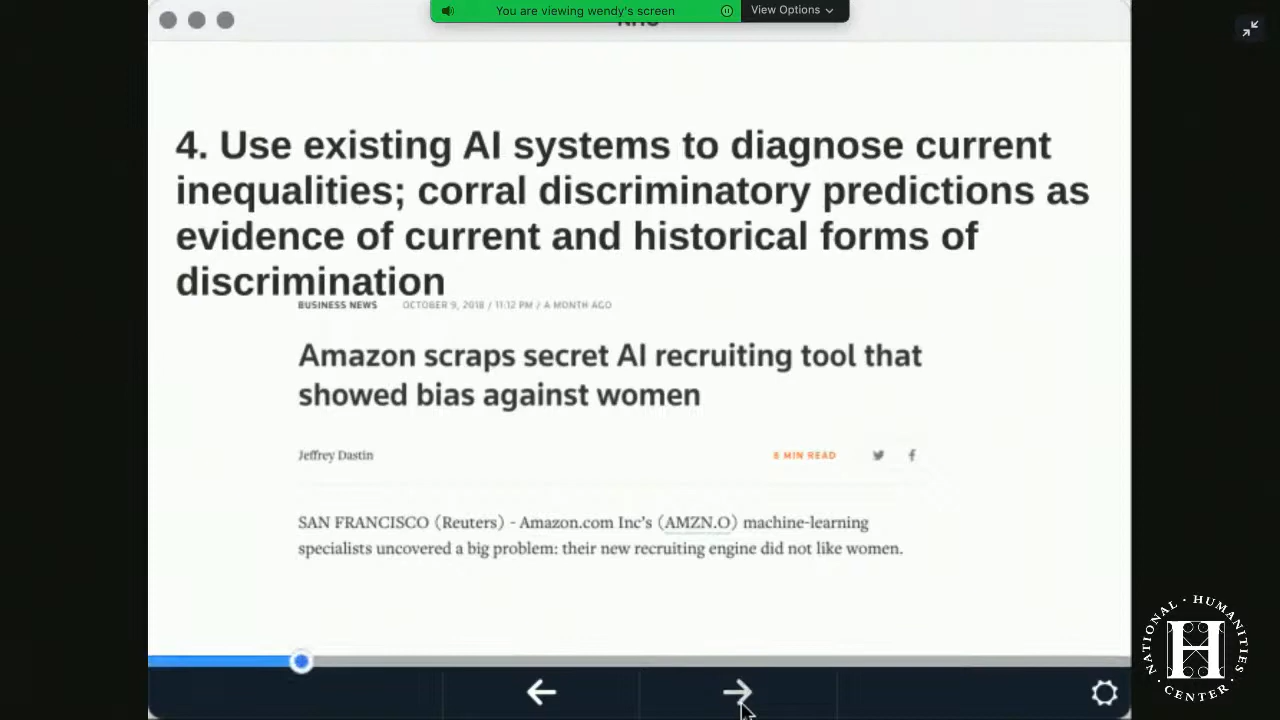 You are viewing wendy's screen
View Options
NHC
4. Use existing AI systems to diagnose current
inequalities; corral discriminatory predictions as
evidence of current and historical forms of
discrimination
BUSINESS NEWS OCTOBER 9, 2018 / 11:12 PM / A MONTH AGO
Amazon scraps secret AI recruiting tool that
showed bias against women
Jeffrey Dastin
8 MIN READ
SAN FRANCISCO (Reuters) - Amazon.com Inc's (AMZN.O) machine-learning
specialists uncovered a big problem: their new recruiting engine did not like women.
NATIONAL · HUMANITIES · CENTER ·
H